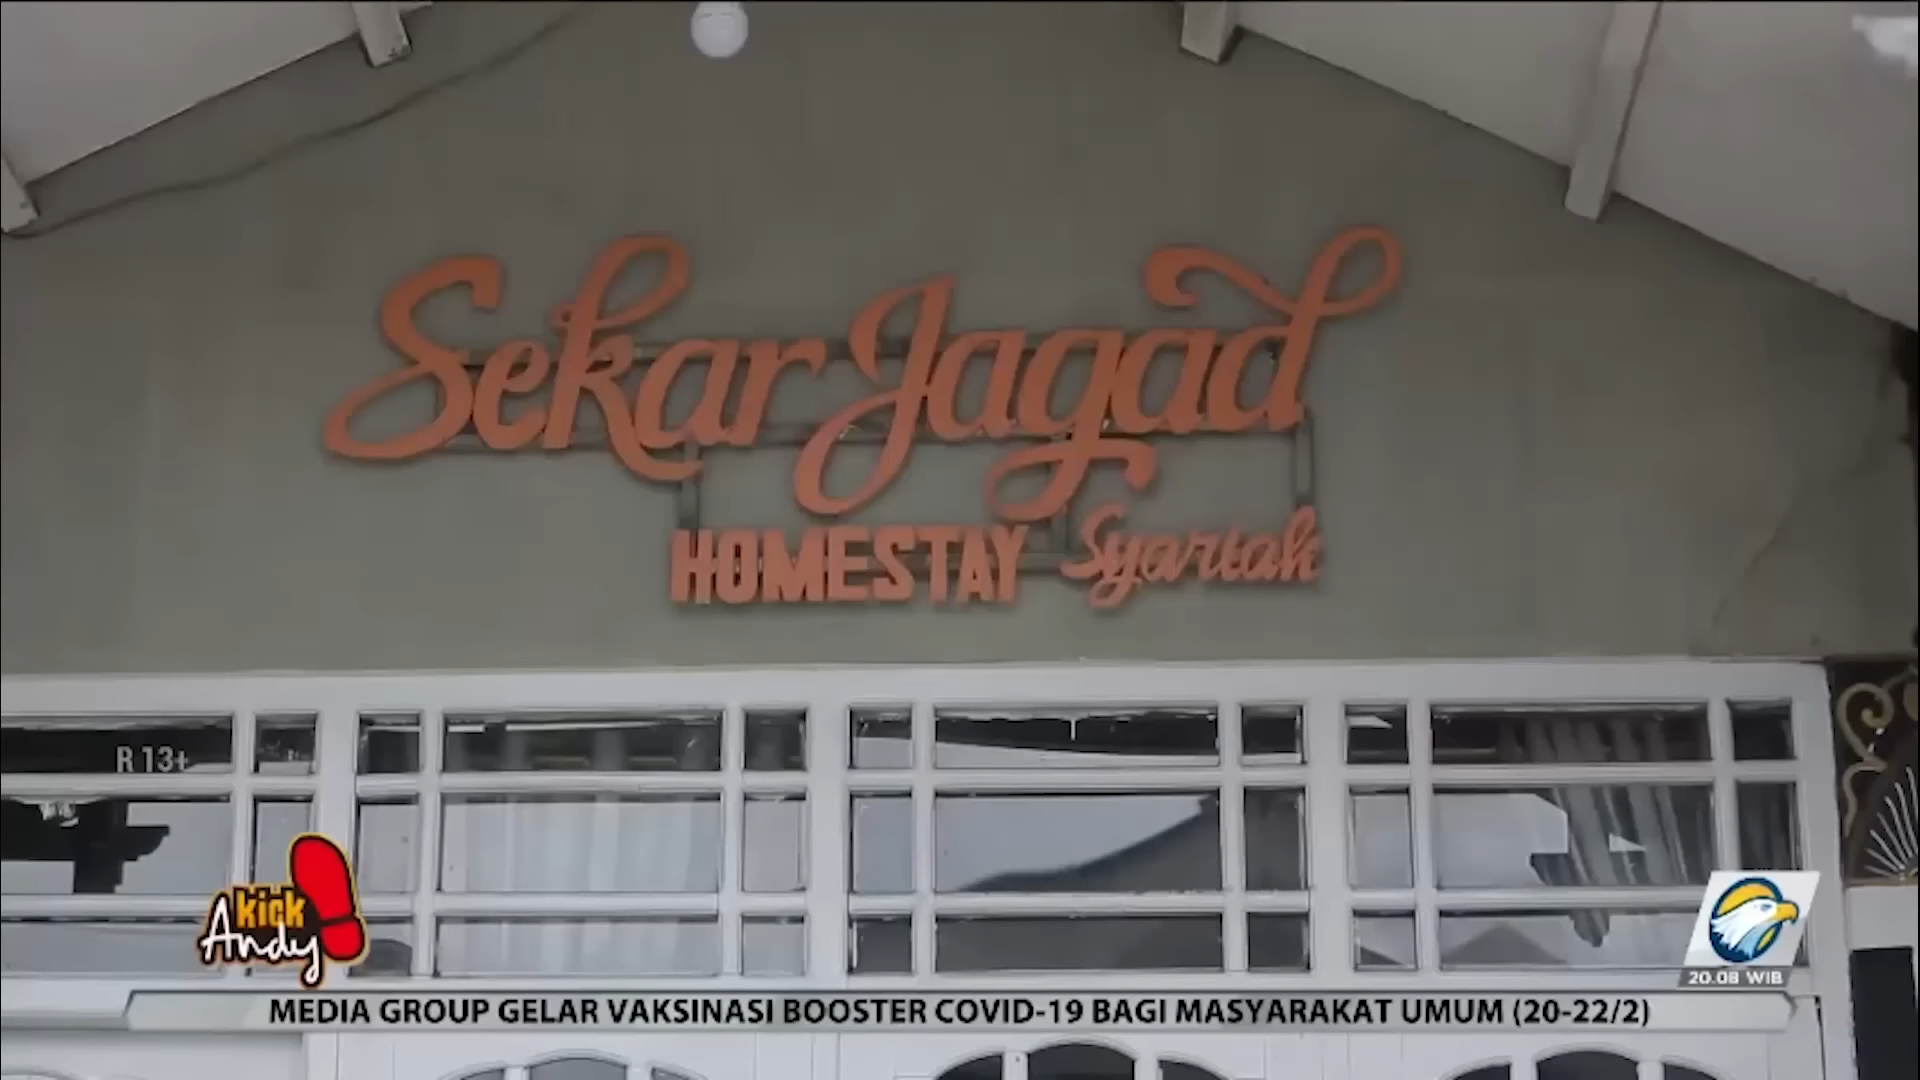 Sekar Jagad
HOMESTAY Syariah
R 13+
kick
Andy
20.08 WIB
MEDIA GROUP GELAR VAKSINASI BOOSTER COVID-19 BAGI MASYARAKAT UMUM (20-22/2)